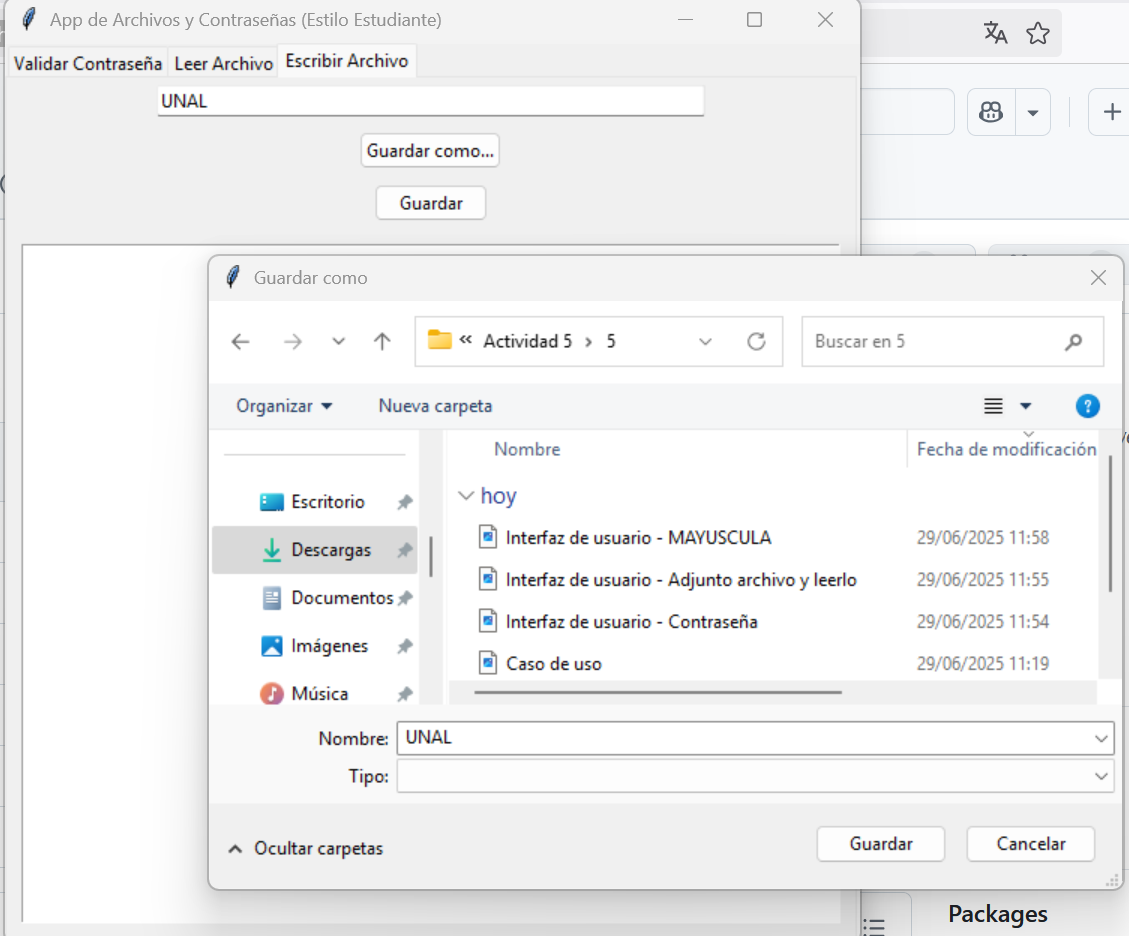 App de Archivos y Contraseñas (Estilo Estudiante)
Validar Contraseña Leer Archivo Escribir Archivo
UNAL
Guardar como...
Guardar
Guardar como
« Actividad 5 › 5
Buscar en 5
Organizar
Nueva carpeta
?
Nombre
Fecha de modificación
hoy
Escritorio
Descargas
Documentos
Imágenes
Música
Interfaz de usuario - MAYUSCULA 29/06/2025 11:58
Interfaz de usuario - Adjunto archivo y leerlo 29/06/2025 11:55
Interfaz de usuario - Contraseña 29/06/2025 11:54
Caso de uso 29/06/2025 11:19
Nombre: UNAL
Tipo:
Ocultar carpetas
Guardar
Cancelar
Packages